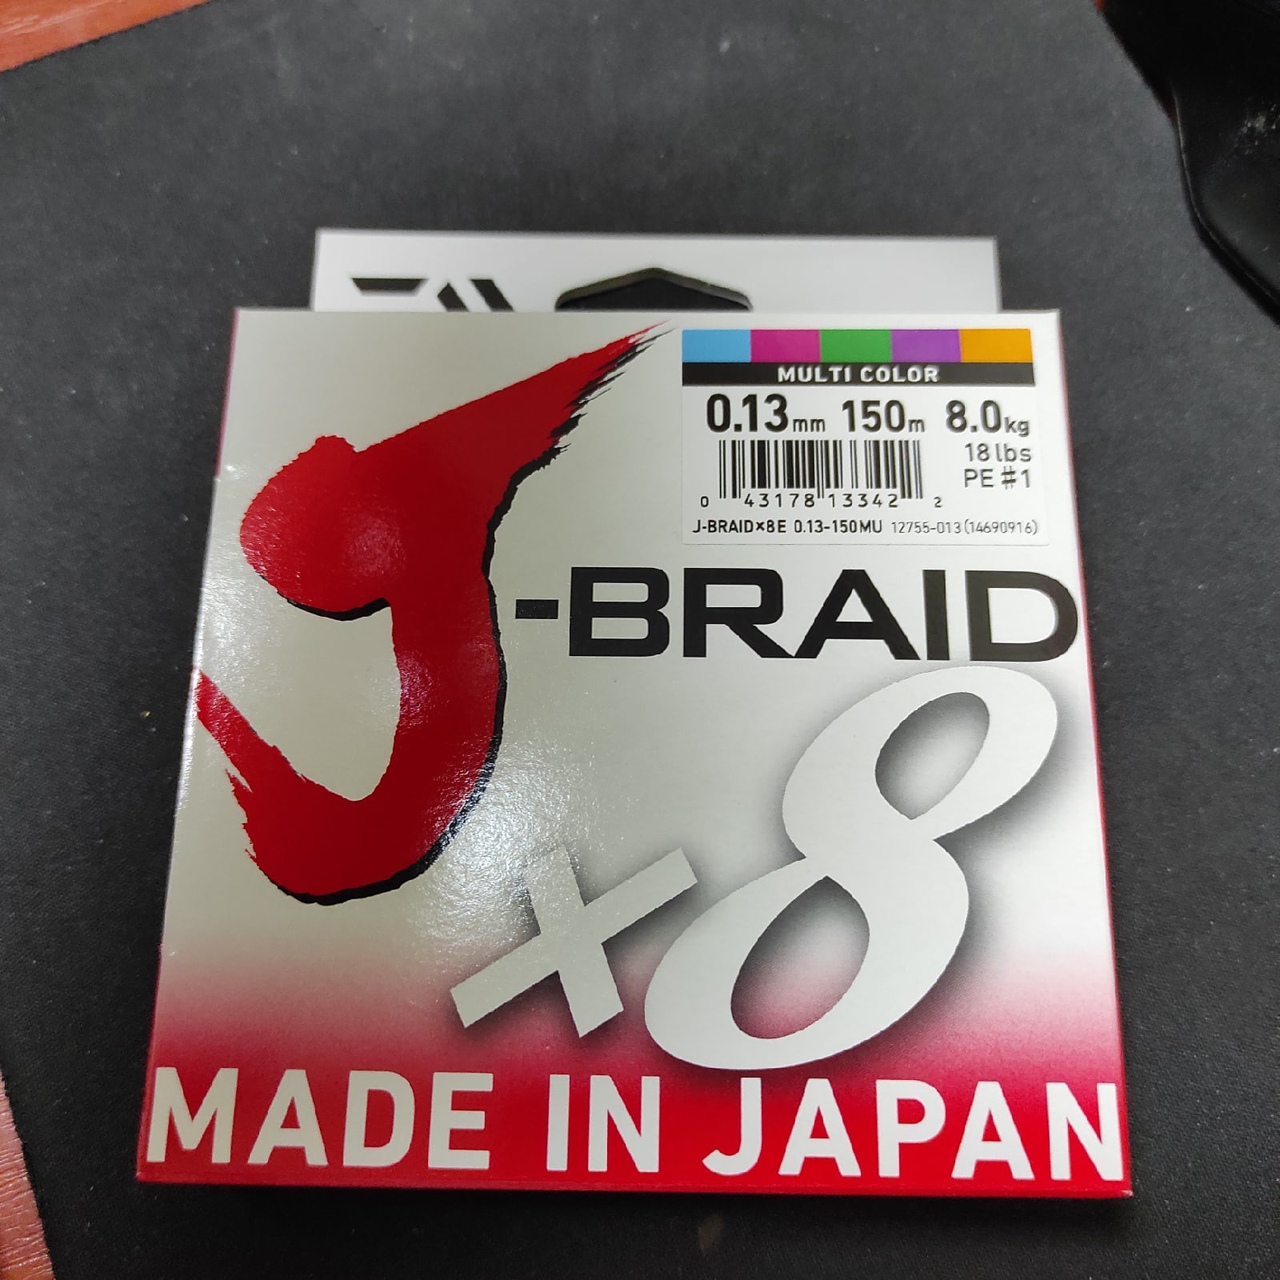 MULTI COLOR
0.13mm 150m 8.0kg
18 lbs
PE #1
0 43178 13342 2
J-BRAID×8E 0.13-150MU 12755-013 (14690916)
J-BRAID
×8
MADE IN JAPAN